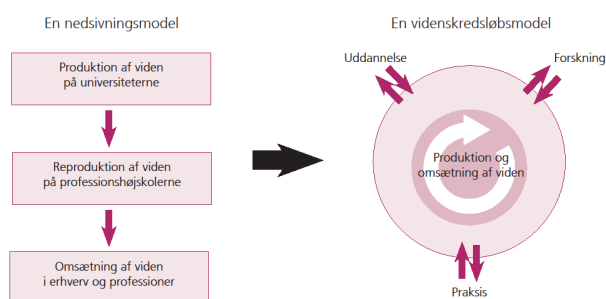 En nedsivningsmodel
Produktion af viden
på universiteterne
Reproduktion af viden
på professionshøjskolerne
Omsætning af viden
i erhverv og professioner
En videnskredsløbsmodel
Uddannelse
Forskning
Produktion og
omsætning af viden
Praksis